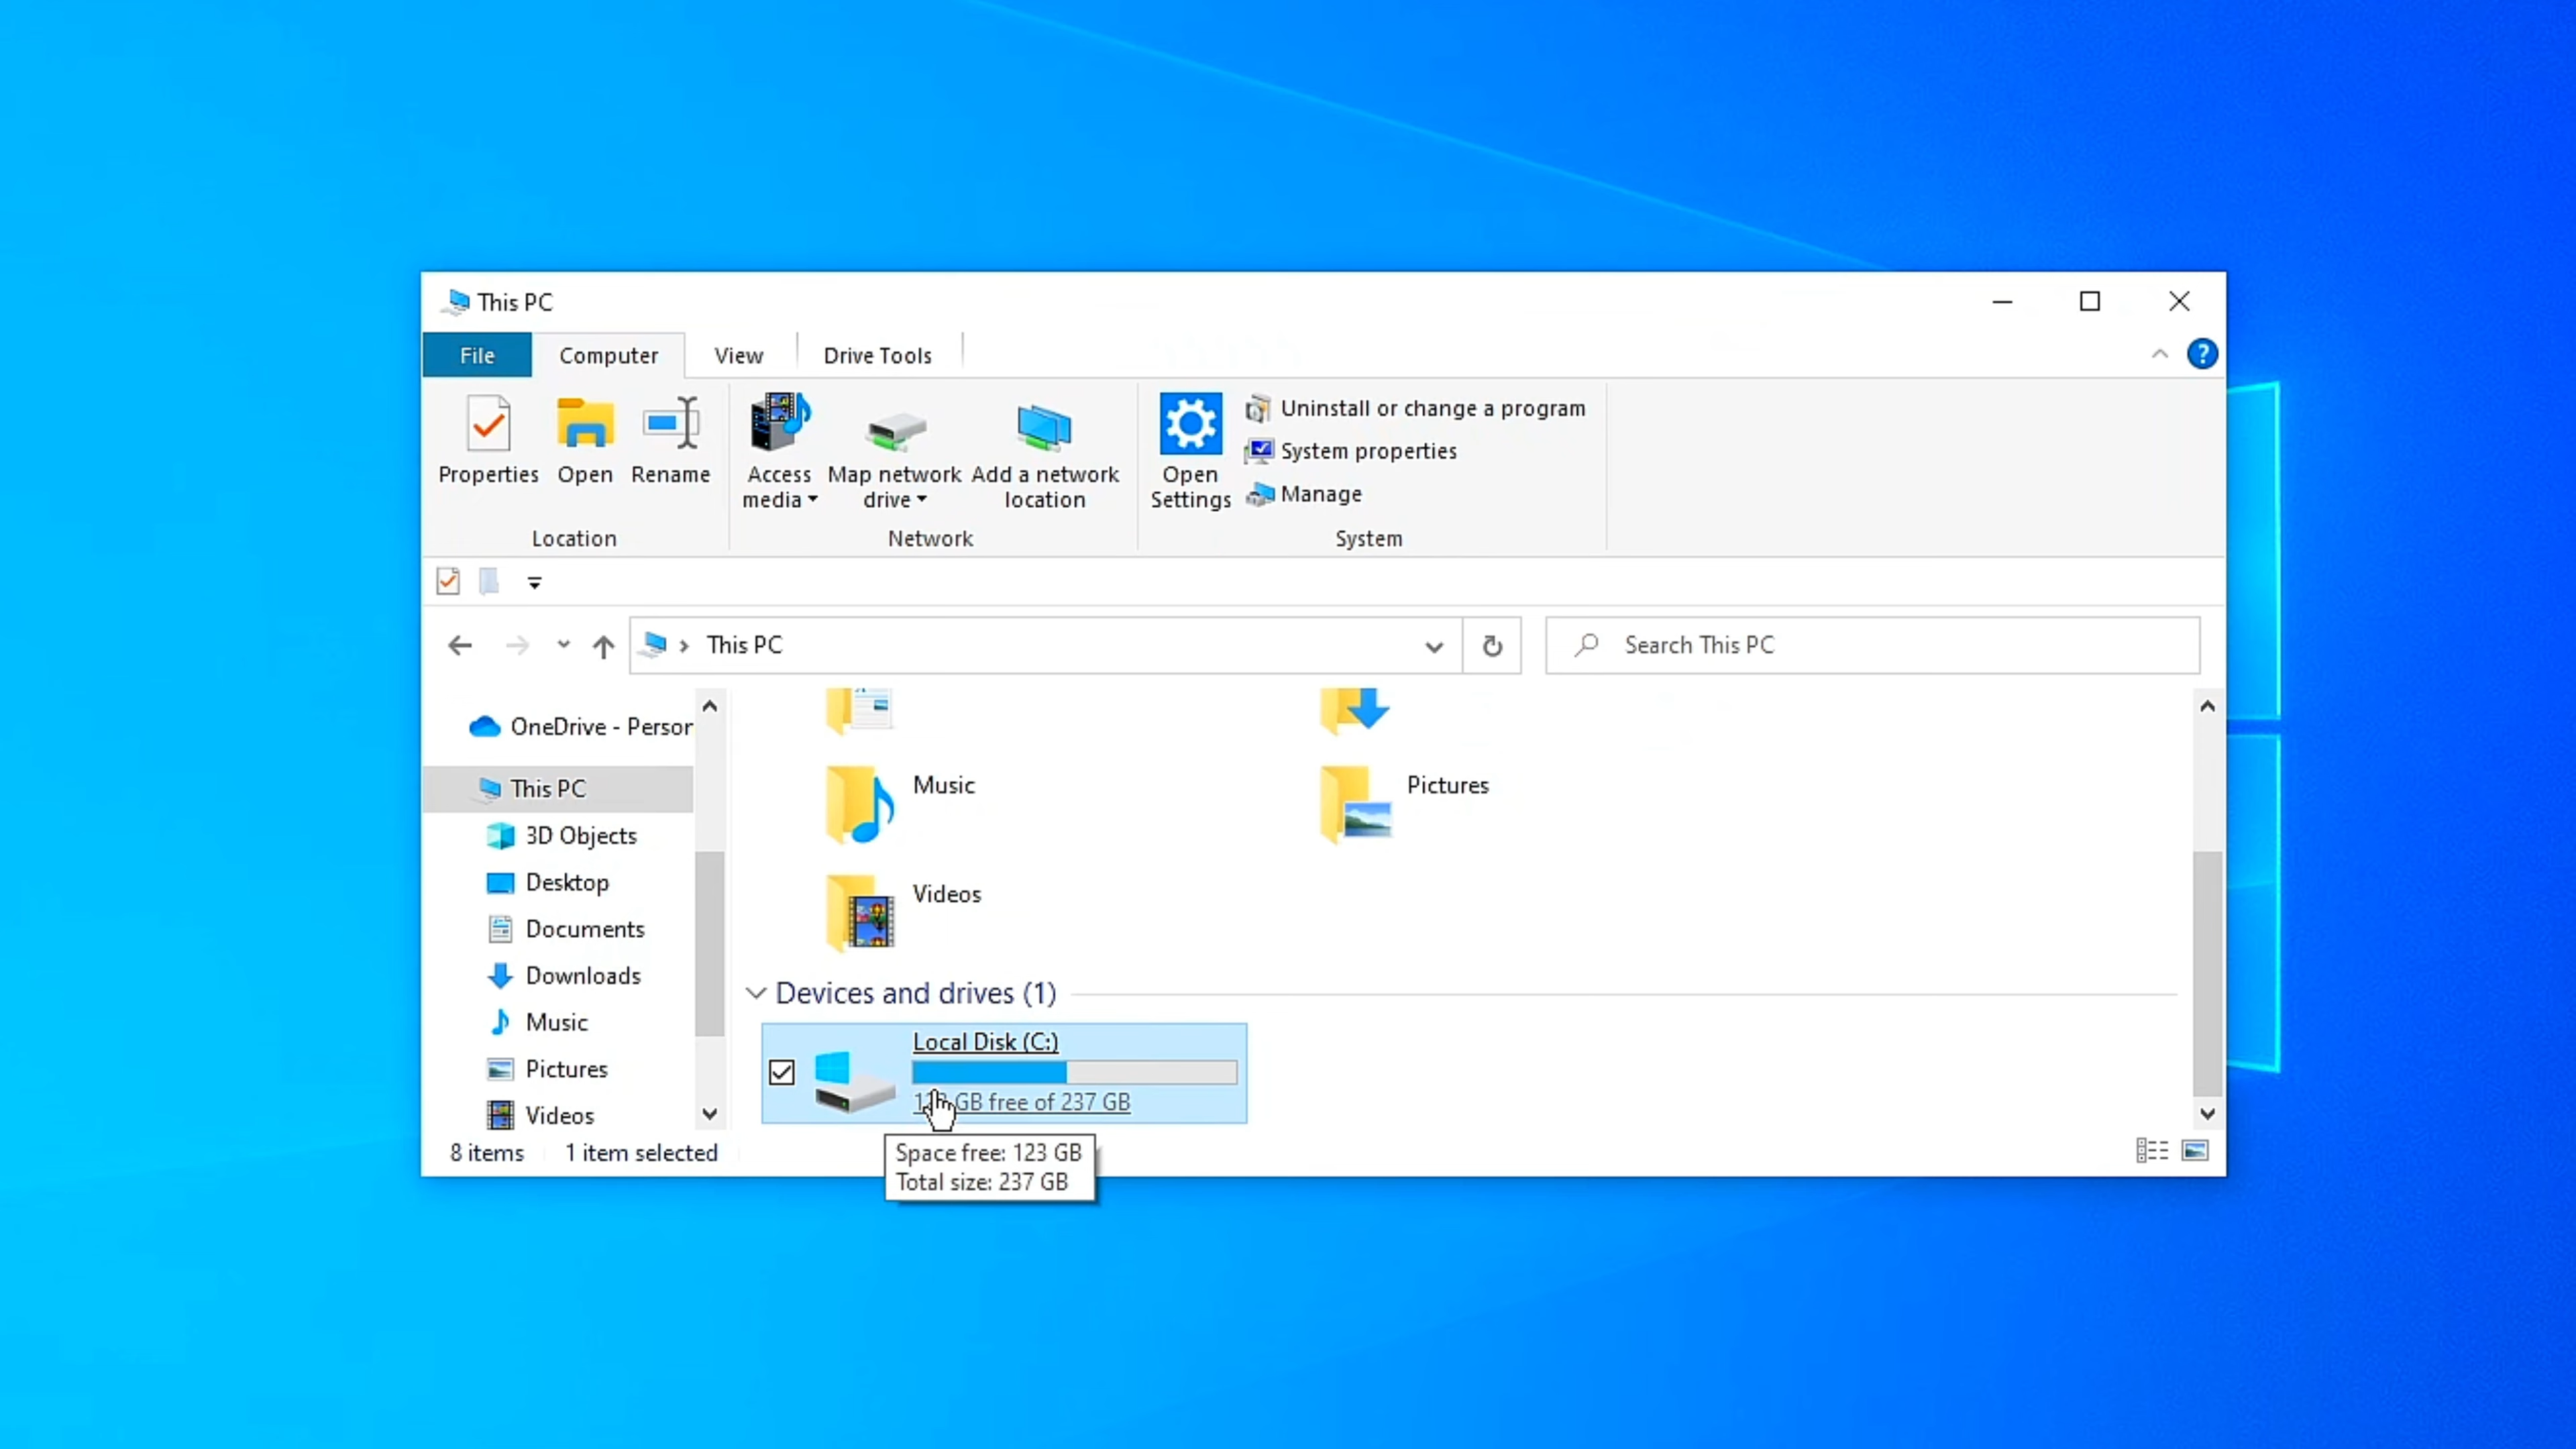 This PC
File Computer View Drive Tools
?
Properties Open Rename Access media Map network drive Add a network location Open Settings
Uninstall or change a program
System properties
Manage
Location Network System
This PC Search This PC
OneDrive - Person
This PC
3D Objects
Desktop
Documents
Downloads
Music
Pictures
Videos
Music Pictures
Videos
Devices and drives (1)
Local Disk (C:)
GB free of 237 GB
8 items 1 item selected
Space free: 123 GB
Total size: 237 GB